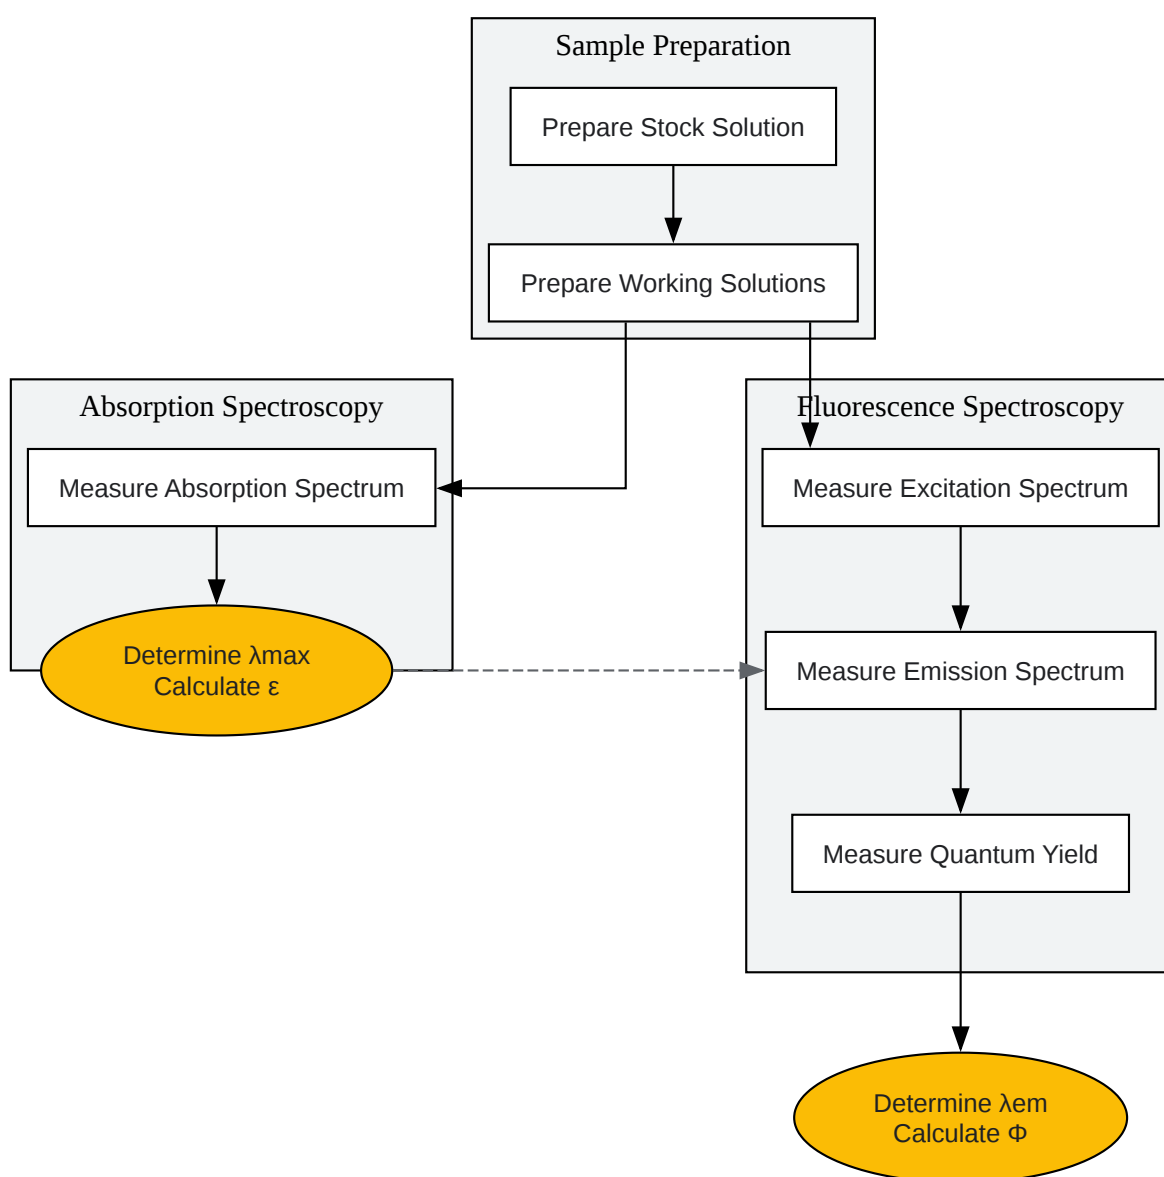 Sample Preparation
Prepare Stock Solution
Prepare Working Solutions
Absorption Spectroscopy
Measure Absorption Spectrum
Determine λmax
Calculate ε
Fluorescence Spectroscopy
Measure Excitation Spectrum
Measure Emission Spectrum
Measure Quantum Yield
Determine λem
Calculate Φ